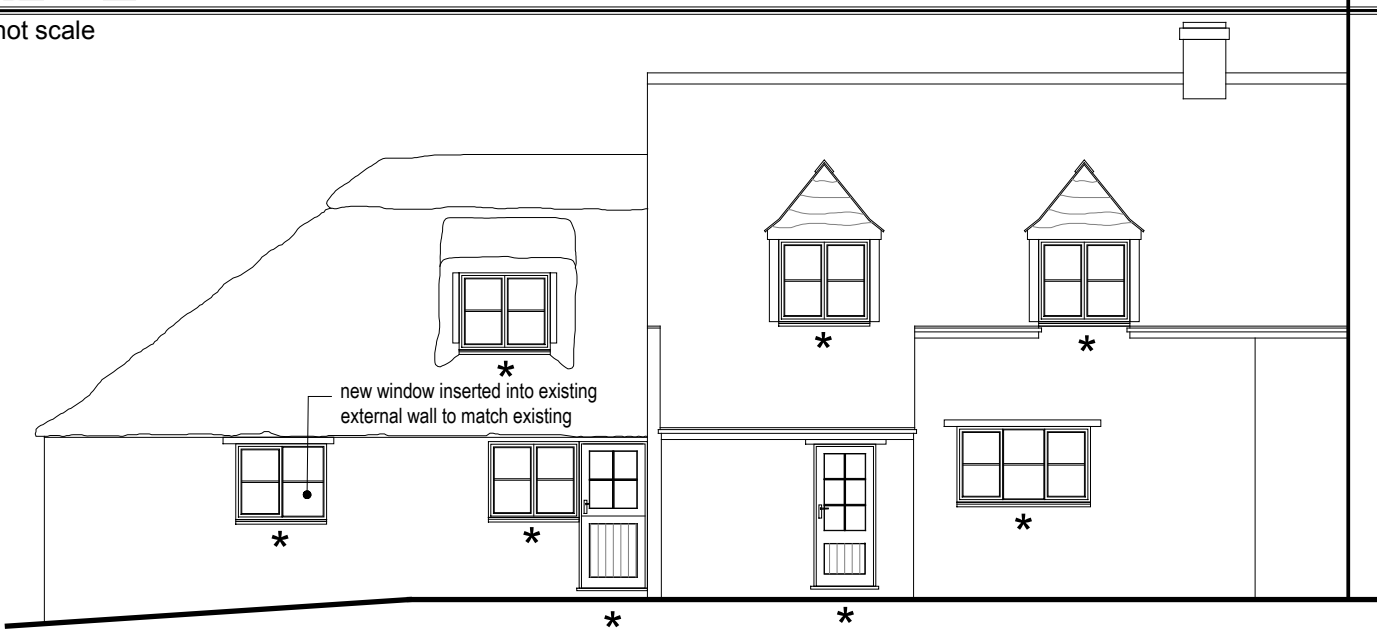 not scale
*
*
*
new window inserted into existing
external wall to match existing
*
*
*
*
*